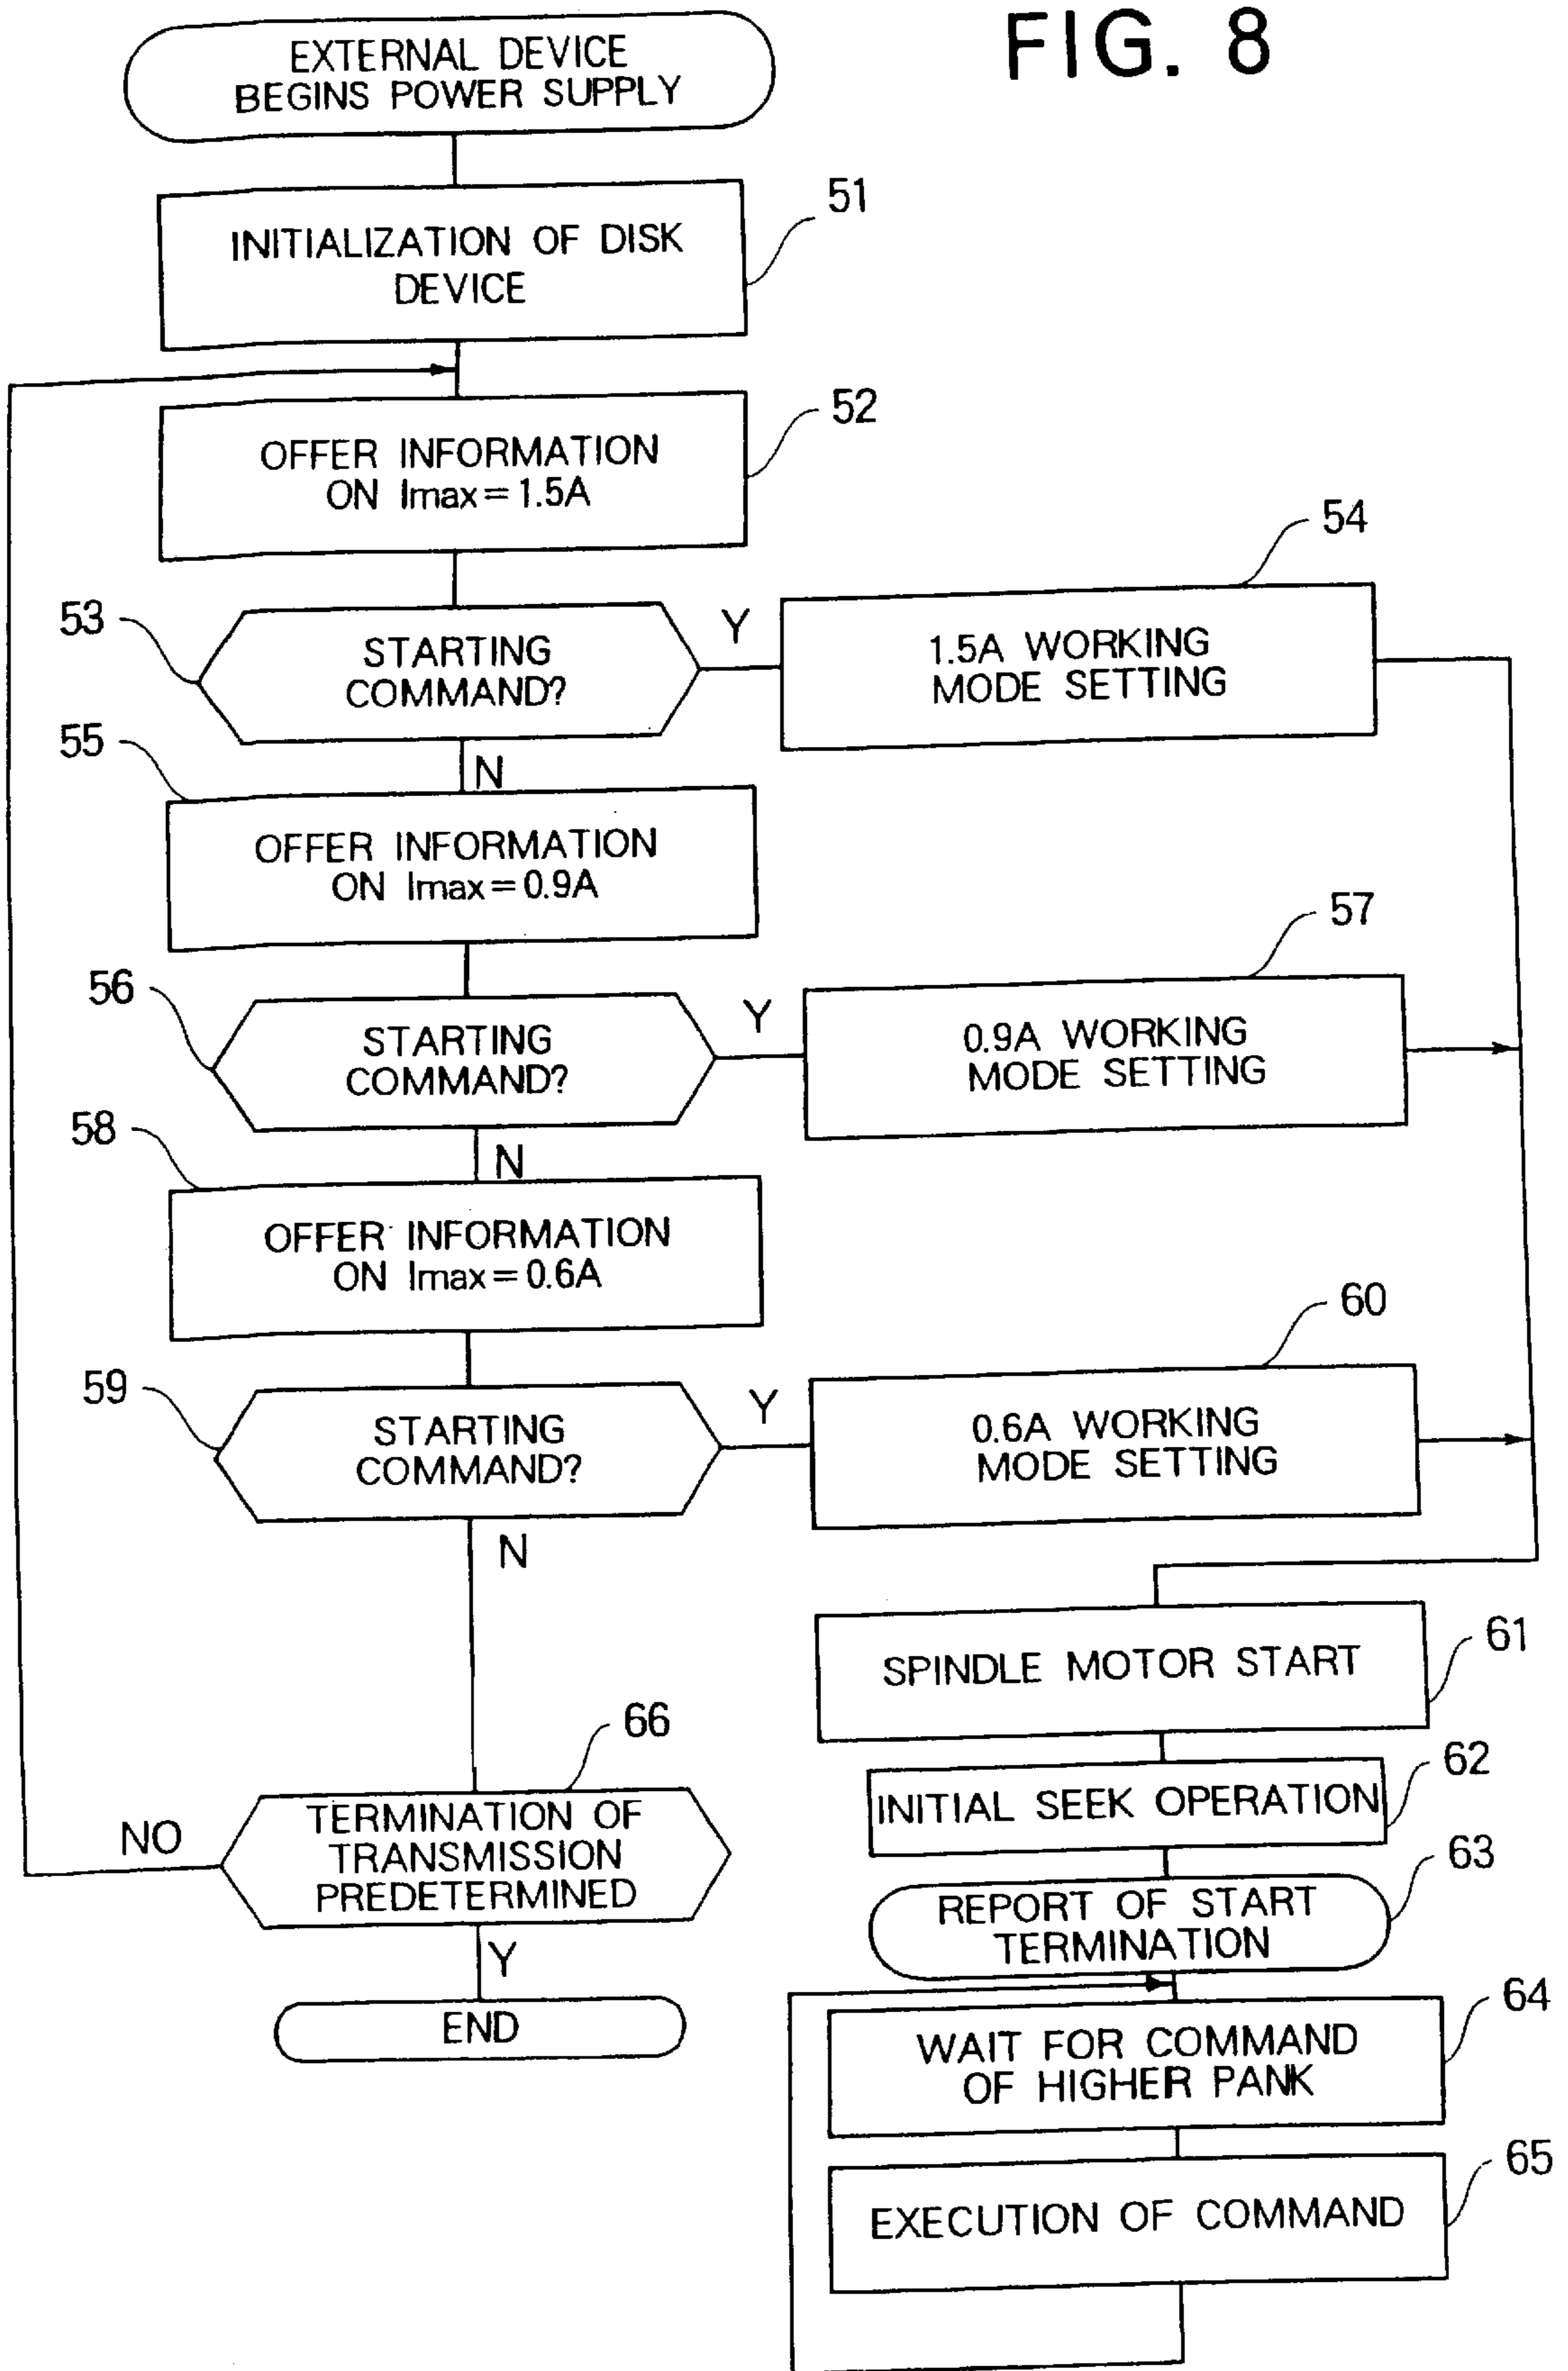 FIG. 8
EXTERNAL DEVICE
BEGINS POWER SUPPLY
51
INITIALIZATION OF DISK
DEVICE
52
OFFER INFORMATION
ON Imax = 1.5A
54
53
STARTING
COMMAND?
Y
1.5A WORKING
MODE SETTING
55
N
OFFER INFORMATION
ON Imax = 0.9A
57
56
STARTING
COMMAND?
Y
0.9A WORKING
MODE SETTING
58
N
OFFER INFORMATION
ON Imax = 0.6A
60
59
STARTING
COMMAND?
Y
0.6A WORKING
MODE SETTING
N
61
SPINDLE MOTOR START
66
62
INITIAL SEEK OPERATION
NO
TERMINATION OF
TRANSMISSION
PREDETERMINED
63
REPORT OF START
TERMINATION
Y
END
64
WAIT FOR COMMAND
OF HIGHER PANK
65
EXECUTION OF COMMAND